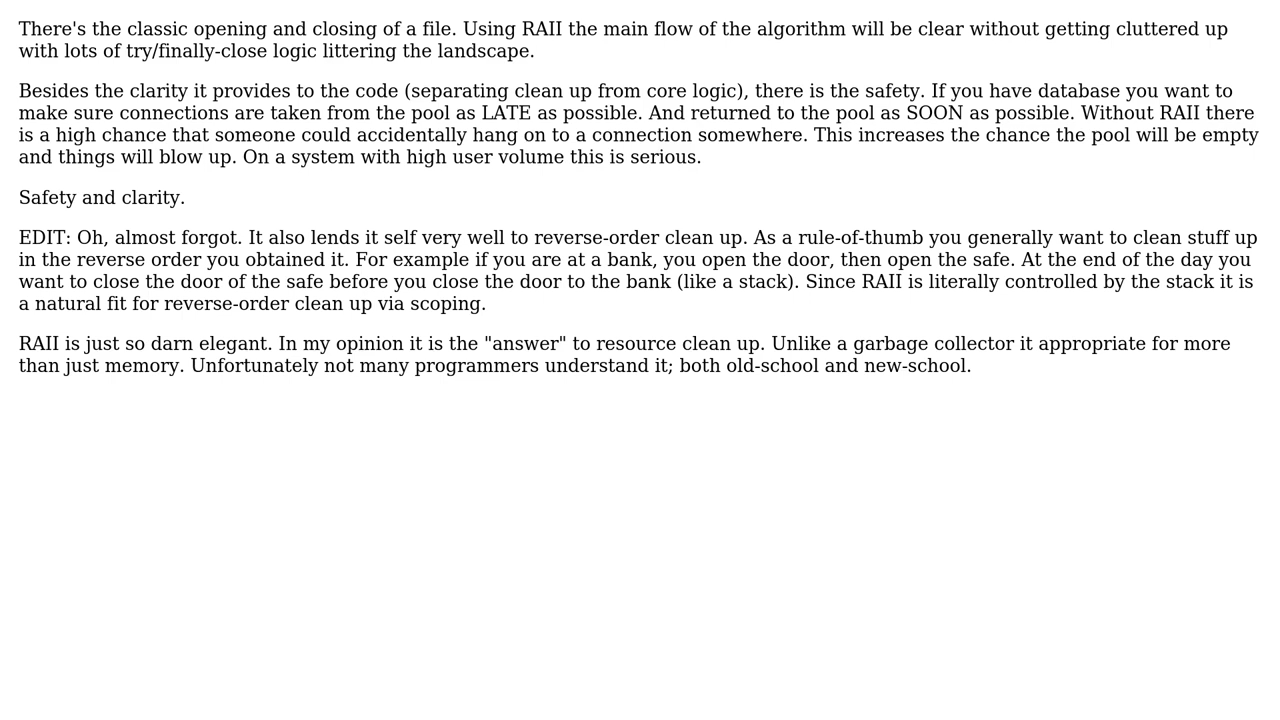 There's the classic opening and closing of a file. Using RAII the main flow of the algorithm will be clear without getting cluttered up
with lots of try/finally-close logic littering the landscape.
Besides the clarity it provides to the code (separating clean up from core logic), there is the safety. If you have database you want to
make sure connections are taken from the pool as LATE as possible. And returned to the pool as SOON as possible. Without RAII there
is a high chance that someone could accidentally hang on to a connection somewhere. This increases the chance the pool will be empty
and things will blow up. On a system with high user volume this is serious.
Safety and clarity.
EDIT: Oh, almost forgot. It also lends it self very well to reverse-order clean up. As a rule-of-thumb you generally want to clean stuff up
in the reverse order you obtained it. For example if you are at a bank, you open the door, then open the safe. At the end of the day you
want to close the door of the safe before you close the door to the bank (like a stack). Since RAII is literally controlled by the stack it is
a natural fit for reverse-order clean up via scoping.
RAII is just so darn elegant. In my opinion it is the "answer" to resource clean up. Unlike a garbage collector it appropriate for more
than just memory. Unfortunately not many programmers understand it; both old-school and new-school.